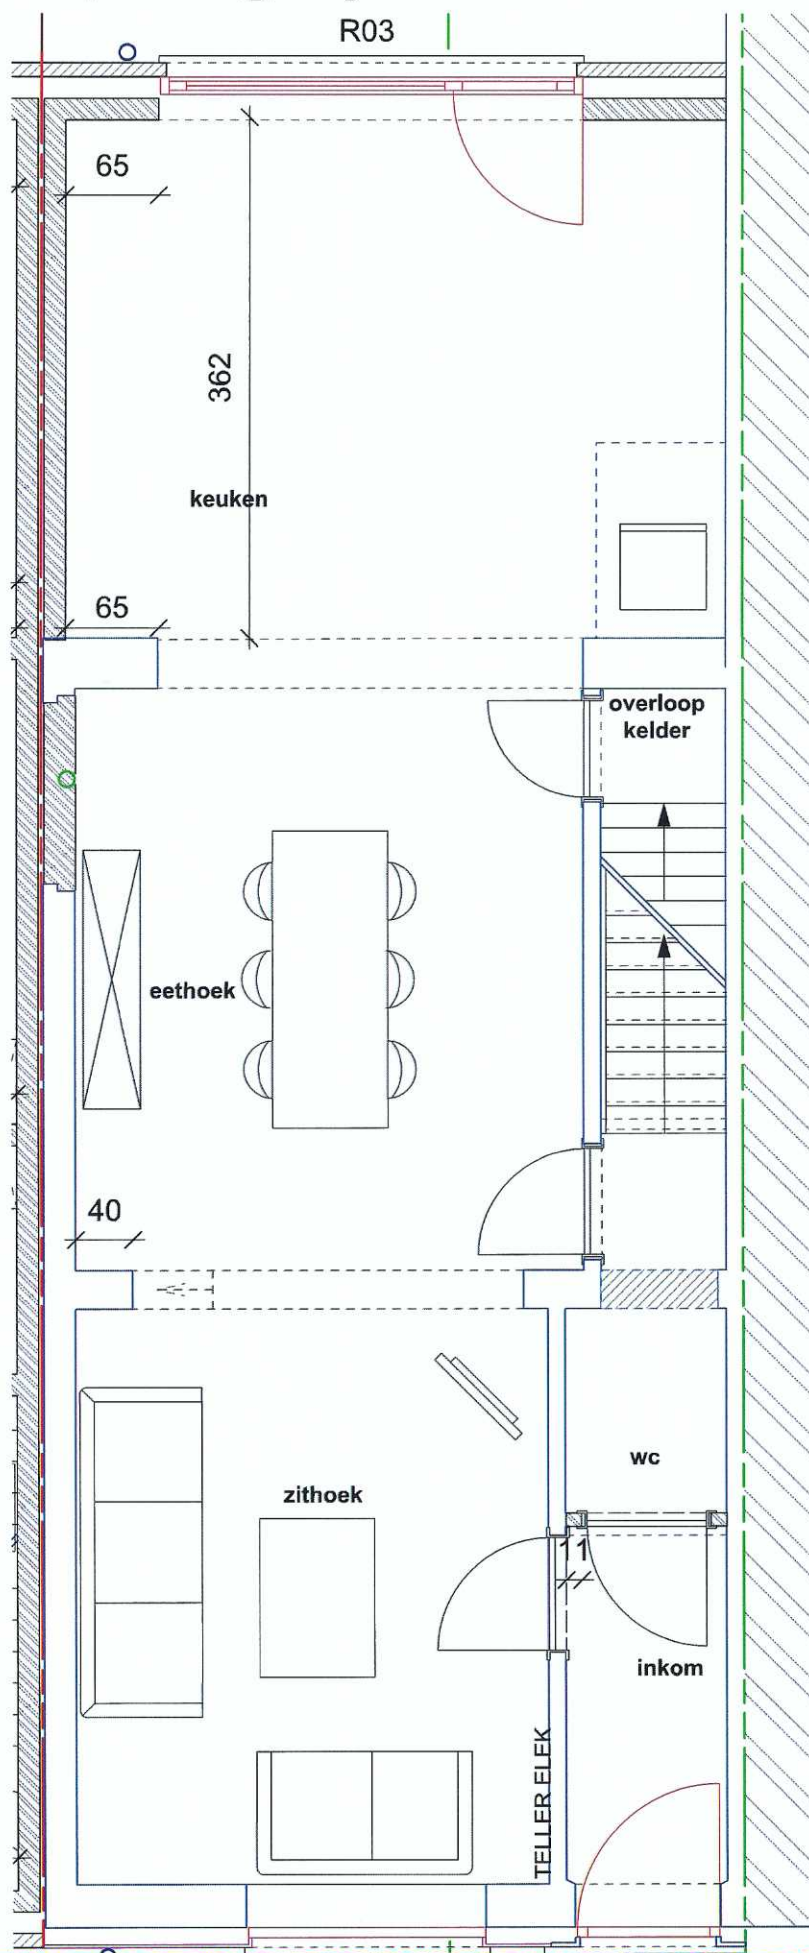 R03
65
362
keuken
65
overloop
kelder
eethoek
40
wc
zithoek
11
inkom
TELLER ELEK